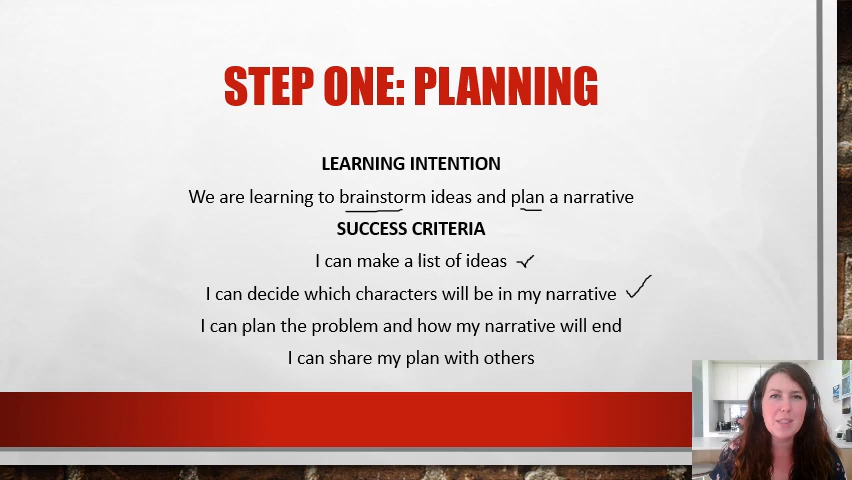 STEP ONE: PLANNING
LEARNING INTENTION
We are learning to brainstorm ideas and plan a narrative
SUCCESS CRITERIA
I can make a list of ideas
I can decide which characters will be in my narrative
I can plan the problem and how my narrative will end
I can share my plan with others